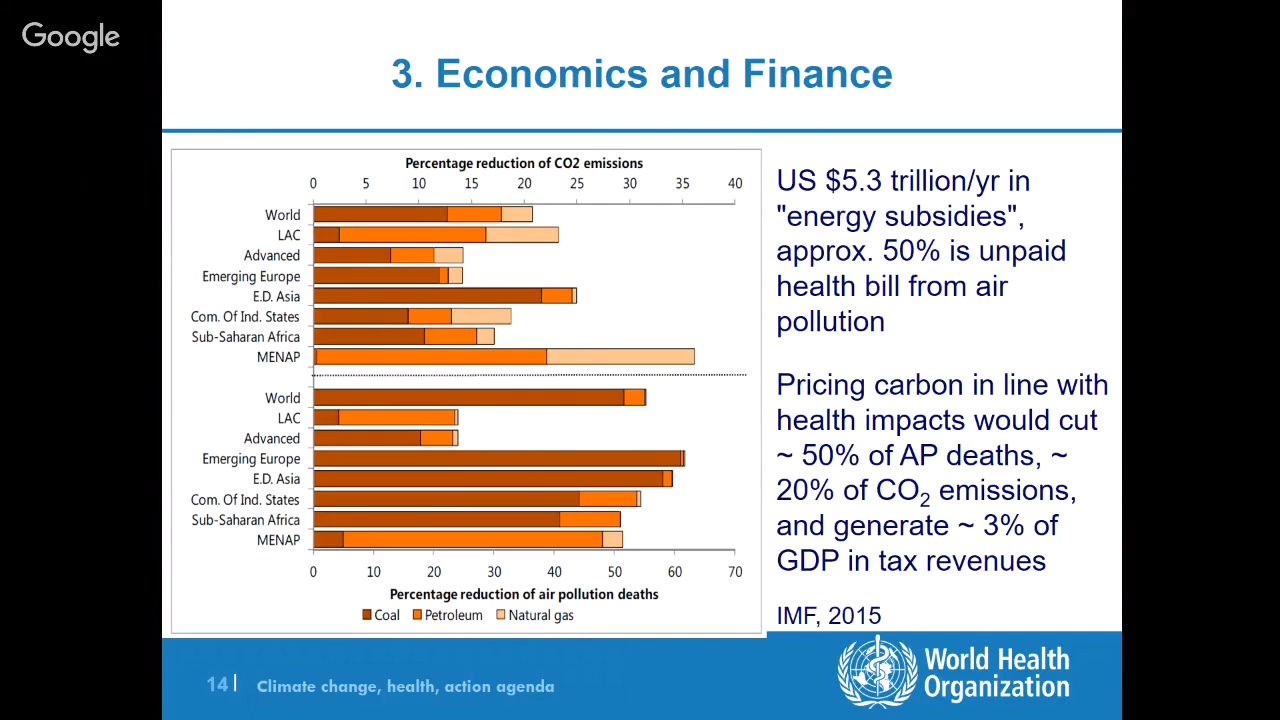 Google
3. Economics and Finance
Percentage reduction of CO2 emissions
0 5 10 15 20 25 30 35 40
World
LAC
Advanced
Emerging Europe
E.D. Asia
Com. Of Ind. States
Sub-Saharan Africa
MENAP
World
LAC
Advanced
Emerging Europe
E.D. Asia
Com. Of Ind. States
Sub-Saharan Africa
MENAP
0 10 20 30 40 50 60 70
Percentage reduction of air pollution deaths
Coal Petroleum Natural gas
US $5.3 trillion/yr in
"energy subsidies",
approx. 50% is unpaid
health bill from air
pollution
Pricing carbon in line with
health impacts would cut
~ 50% of AP deaths, ~
20% of CO₂ emissions,
and generate ~ 3% of
GDP in tax revenues
IMF, 2015
14| Climate change, health, action agenda
World Health
Organization